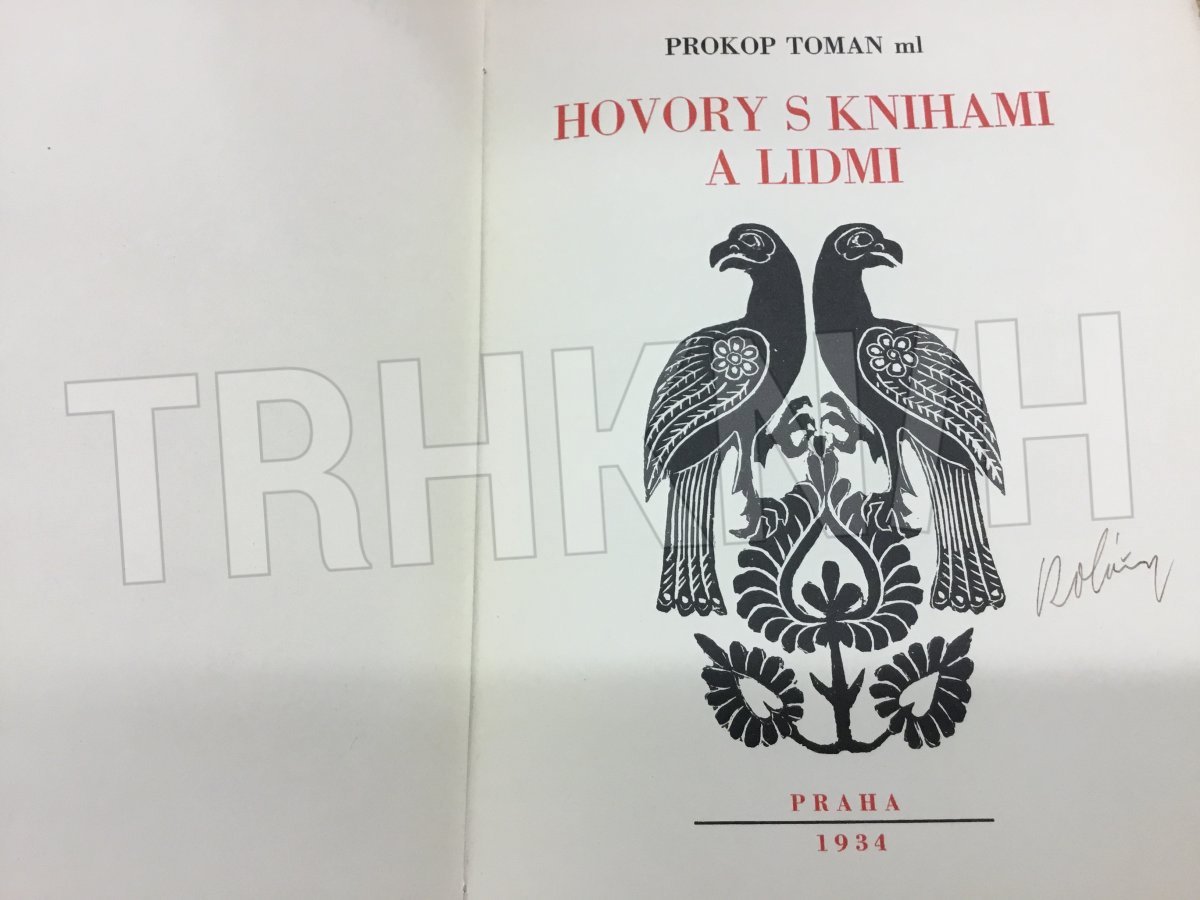 PROKOP TOMAN ml
HOVORY S KNIHAMI
A LIDMI
TRHKNIH
PRAHA
1934